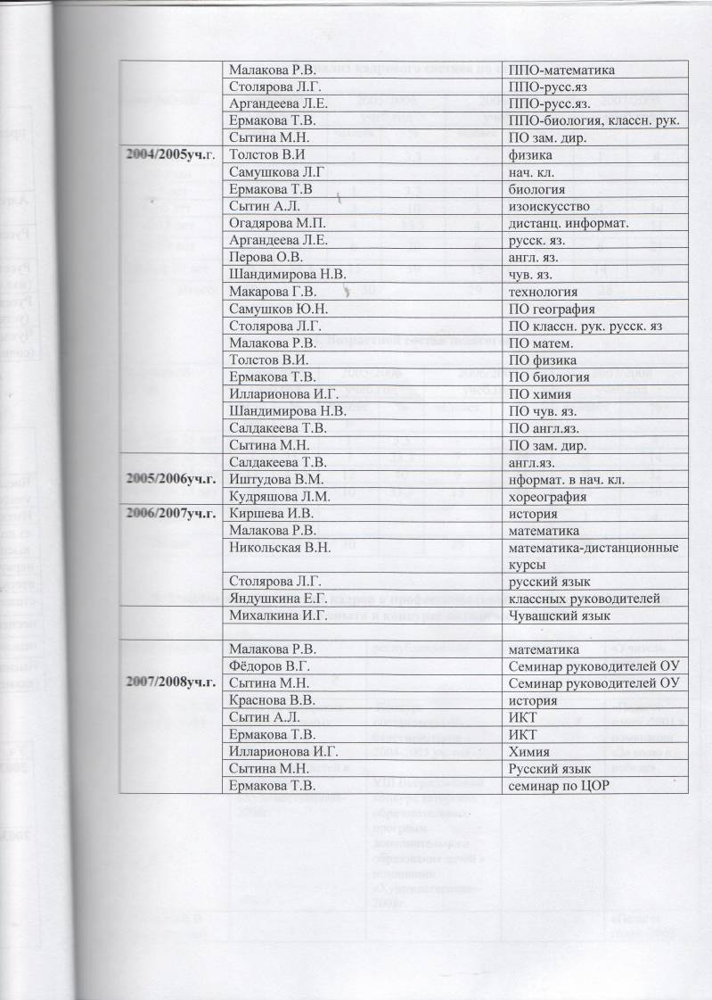 Малакова Р.В. ППО-математика
Столярова Л.Г. ППО-русс.яз
Аргандеева Л.Е. ППО-русс.яз.
Ермакова Т.В. ППО-биология, классн. рук.
Сытина М.Н. ПО зам. дир.
2004/2005уч.г. Толстов В.И физика
Самушкова Л.Г нач. кл.
Ермакова Т.В биология
Сытин А.Л. изоискусство
Огадярова М.П. дистанц. информат.
Аргандеева Л.Е. русск. яз.
Перова О.В. англ. яз.
Шандимирова Н.В. чув. яз.
Макарова Г.В. технология
Самушков Ю.Н. ПО география
Столярова Л.Г. ПО классн. рук. русск. яз
Малакова Р.В. ПО матем.
Толстов В.И. ПО физика
Ермакова Т.В. ПО биология
Илларионова И.Г. ПО химия
Шандимирова Н.В. ПО чув. яз.
Салдакеева Т.В. ПО англ.яз.
Сытина М.Н. ПО зам. дир.
Салдакеева Т.В. англ.яз.
2005/2006уч.г. Иштудова В.М. нформат. в нач. кл.
Кудряшова Л.М. хореография
2006/2007уч.г. Киршева И.В. история
Малакова Р.В. математика
Никольская В.Н. математика-дистанционные
курсы
Столярова Л.Г. русский язык
Яндушкина Е.Г. классных руководителей
Михалкина И.Г. Чувашский язык
Малакова Р.В. математика
Фёдоров В.Г. Семинар руководителей ОУ
2007/2008уч.г. Сытина М.Н. Семинар руководителей ОУ
Краснова В.В. история
Сытин А.Л. ИКТ
Ермакова Т.В. ИКТ
Илларионова И.Г. Химия
Сытина М.Н. Русский язык
Ермакова Т.В. семинар по ЦОР